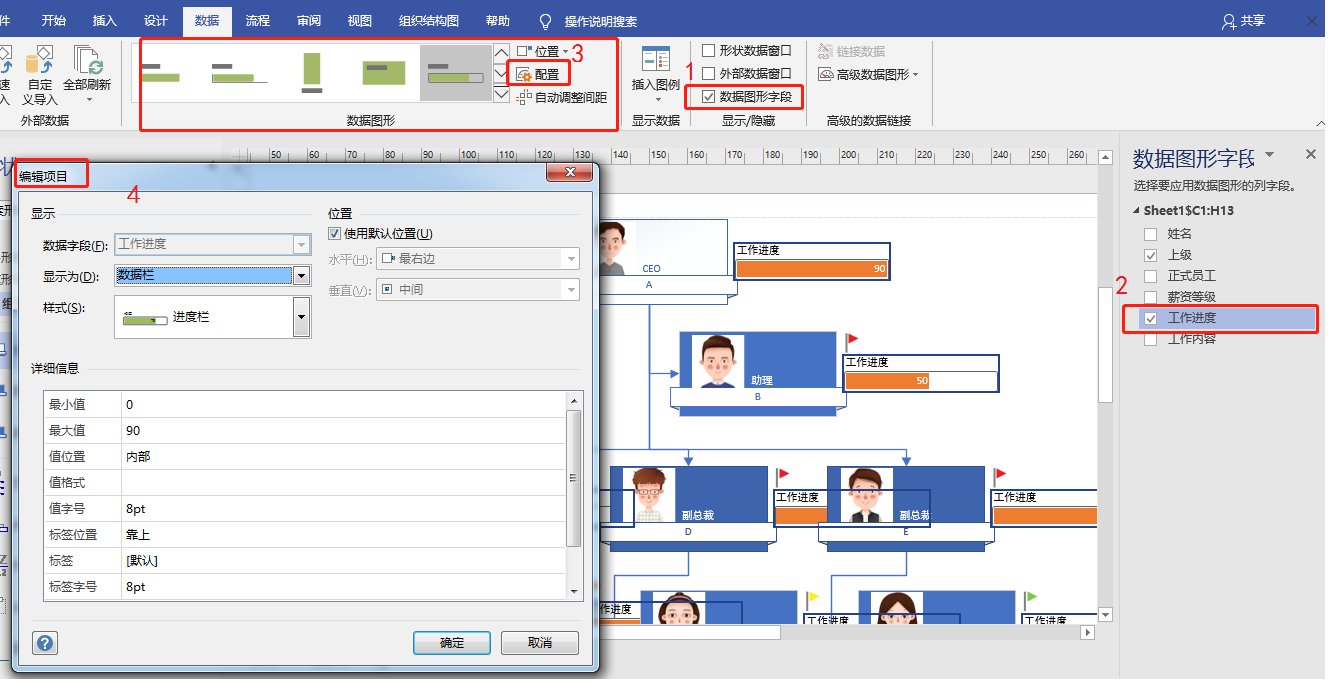 件 开始 插入 设计 数据 流程 审阅 视图 组织结构图 帮助 操作说明搜索 共享
速 自定 全部刷新
入 义导入
外部数据
位置 3
配置
自动调整间距
数据图形
插入图例
显示数据
1
形状数据窗口
外部数据窗口
数据图形字段
显示/隐藏
链接数据
高级数据图形
高级的数据链接
50 60 70 80 90 100 110 120 130 140 150 160 170 180 190 200 210 220 230 240 250 260
编辑项目
4
显示
数据字段(F): 工作进度
显示为(D): 数据栏
样式(S): 进度栏
位置
使用默认位置(U)
水平(H): 最右边
垂直(V): 中间
详细信息
最小值 0
最大值 90
值位置 内部
值格式
值字号 8pt
标签位置 靠上
标签 [默认]
标签字号 8pt
确定 取消
CEO
A
工作进度
90
助理
B
工作进度
50
副总裁
D
工作进度
副总裁
E
工作进度
作进度
工作进度
工作进度
数据图形字段
选择要应用数据图形的列字段。
Sheet1$C1:H13
姓名
上级
正式员工
薪资等级
2
工作进度
工作内容